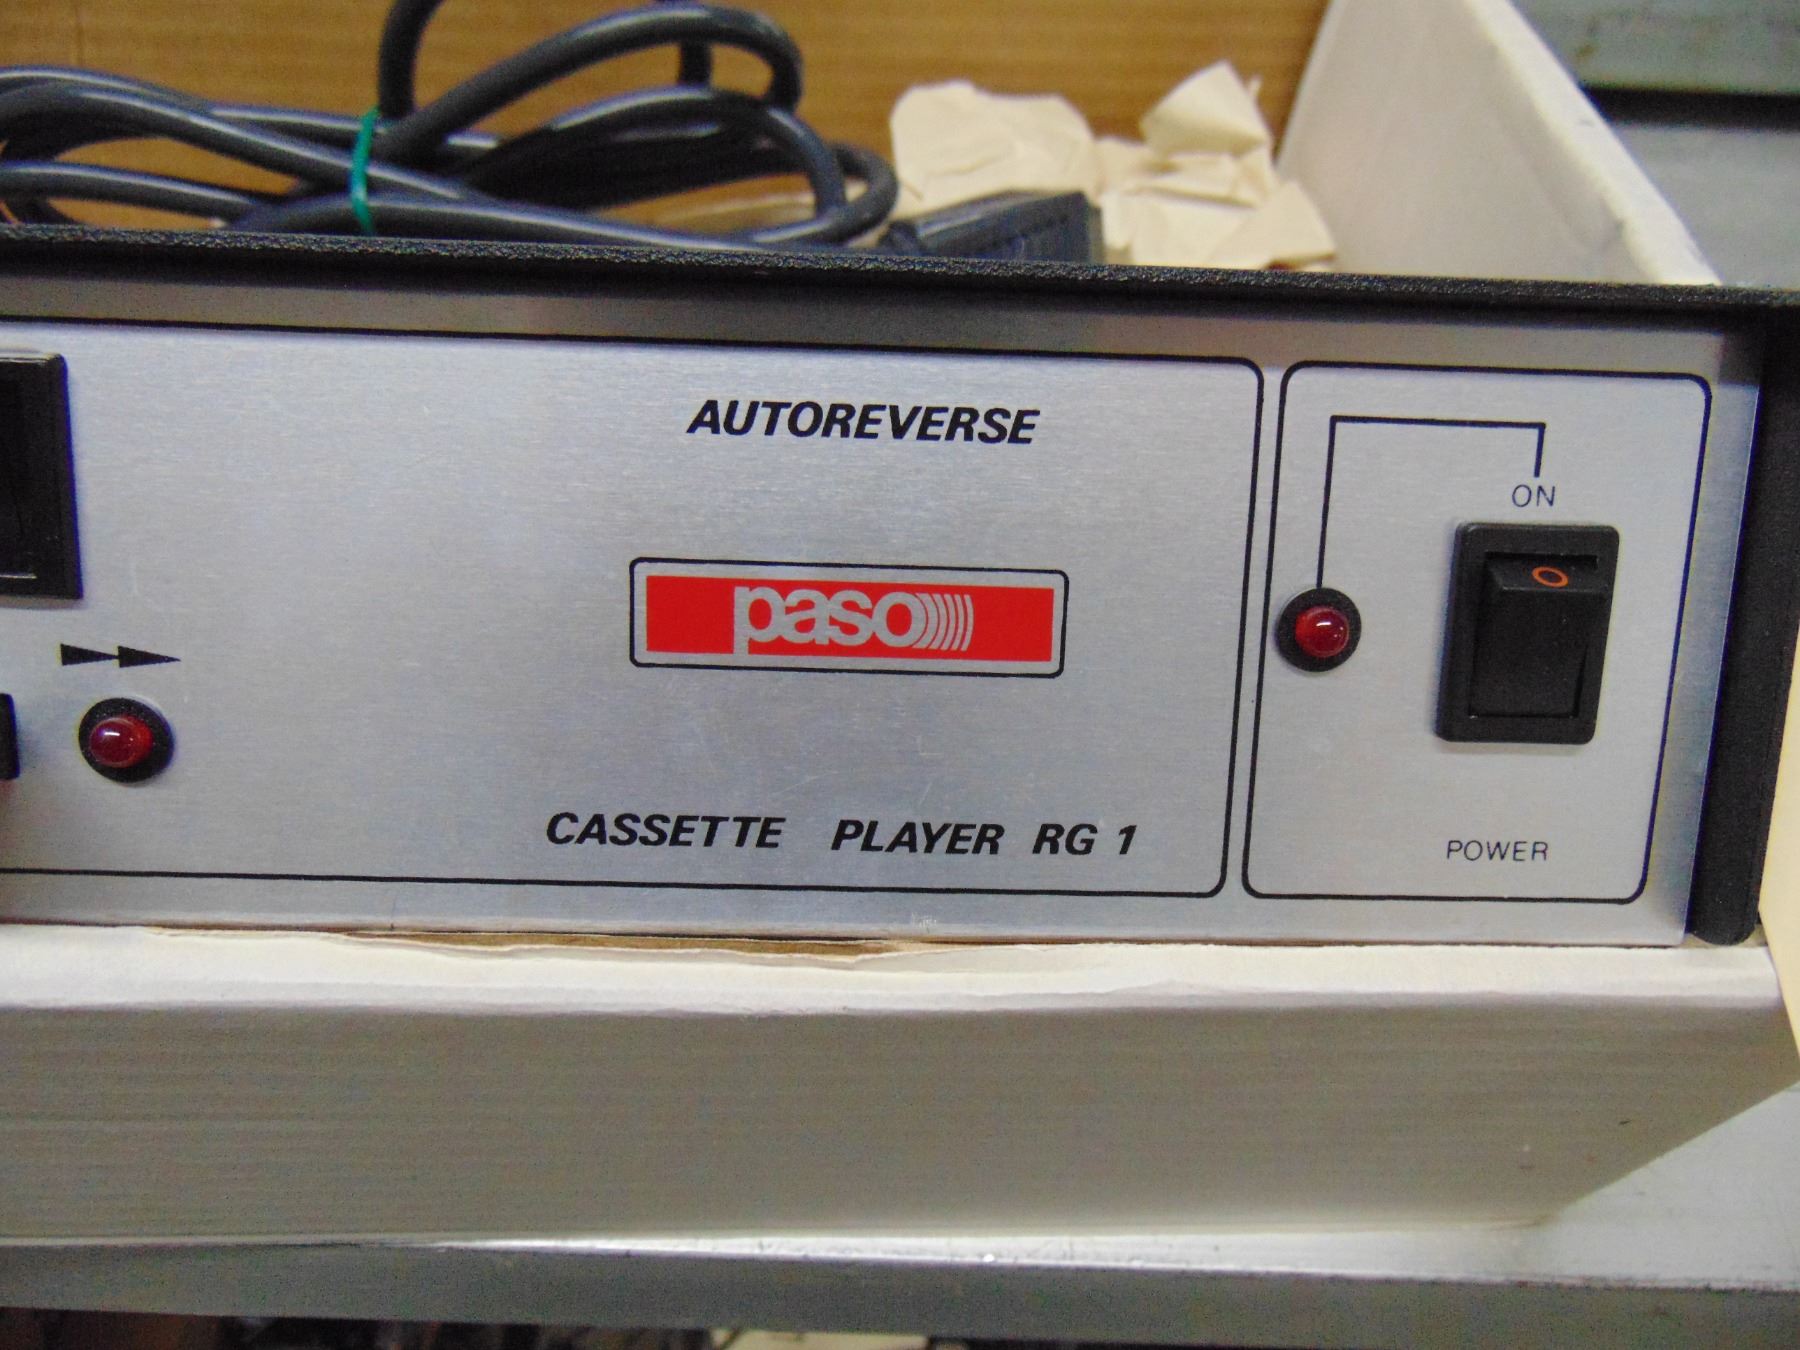 AUTOREVERSE
ON
O
paso
CASSETTE PLAYER RG 1
POWER